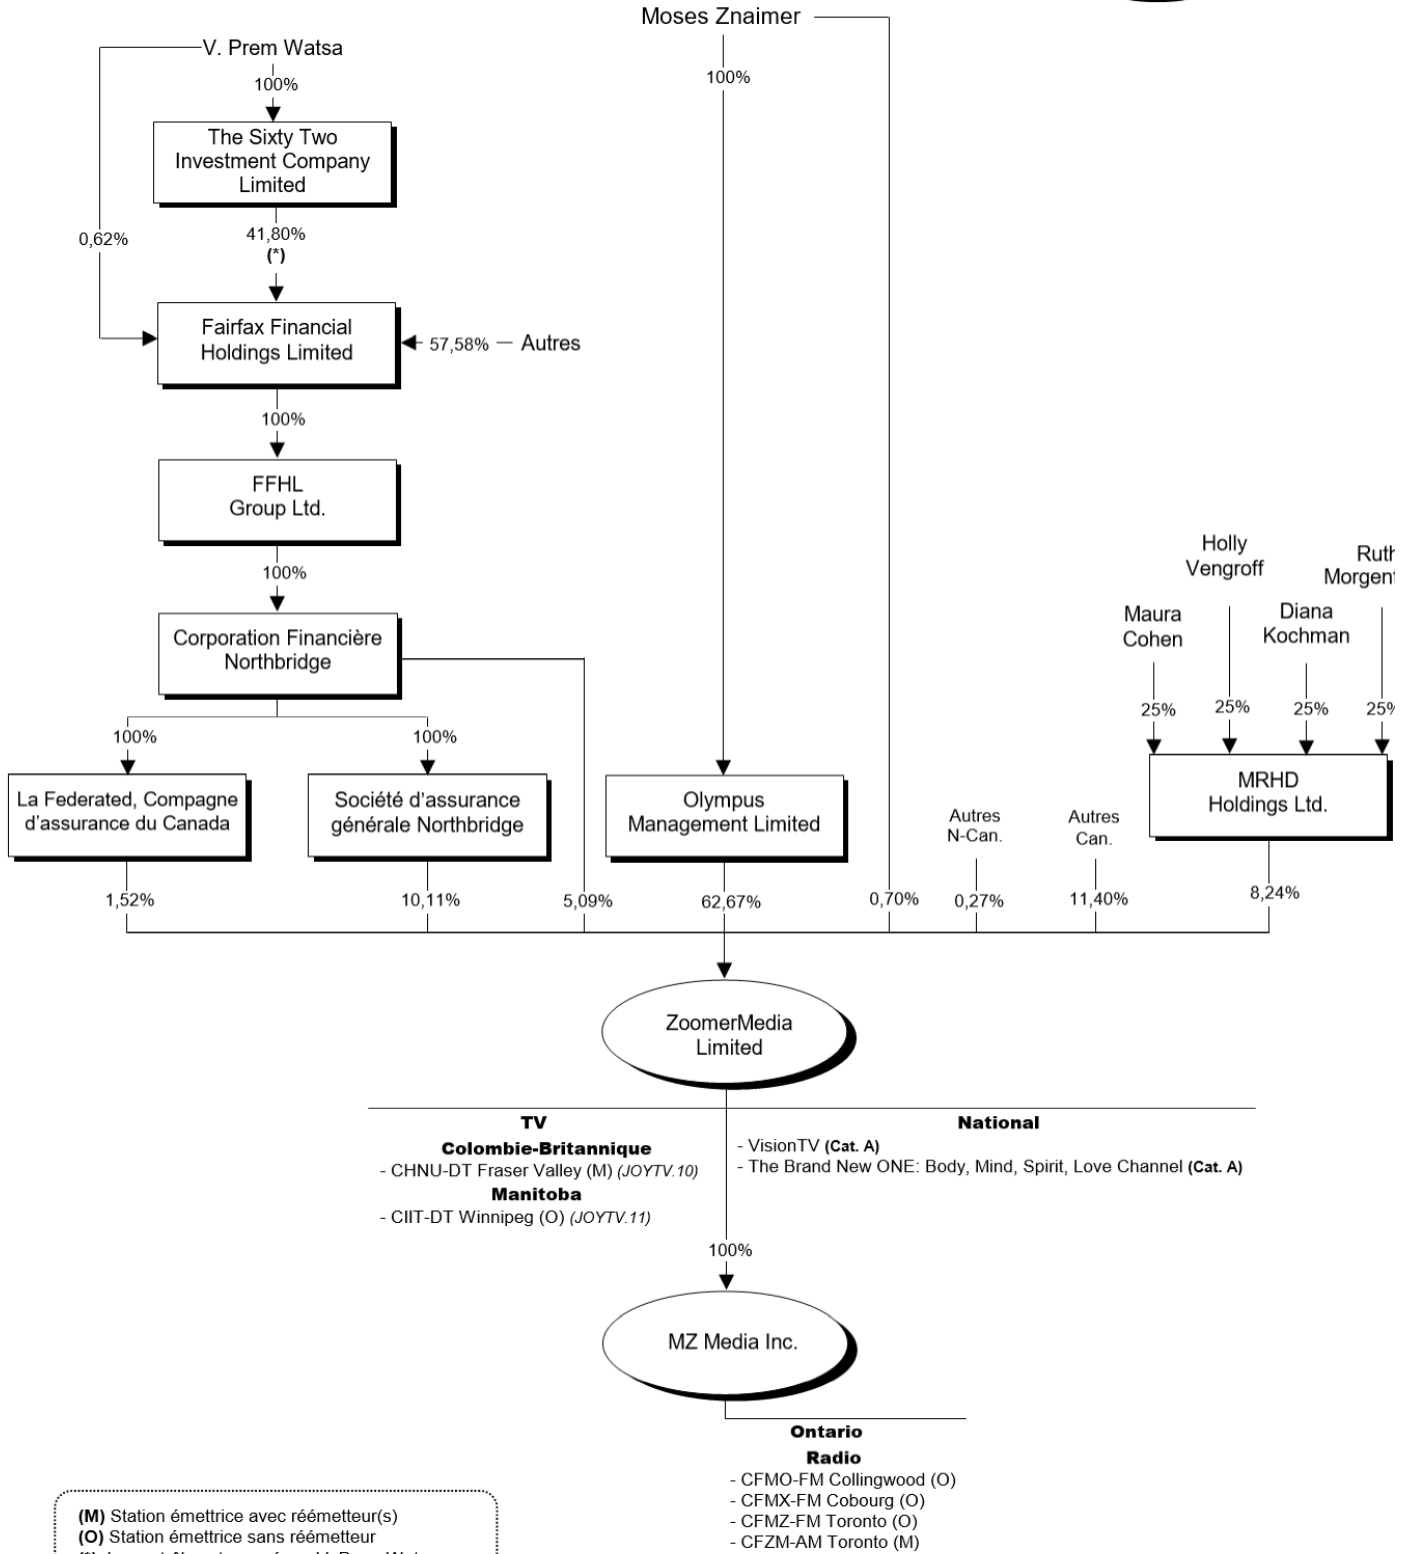 Moses Znaimer
V. Prem Watsa
100%
100%
The Sixty Two
Investment Company
Limited
0,62%
41,80%
(*)
Fairfax Financial
Holdings Limited
57,58%
Autres
100%
FFHL
Group Ltd.
100%
Corporation Financière
Northbridge
Holly
Vengroff
Ruth
Maura
Cohen
Diana
Kochman
25%
25%
25%
25%
100%
100%
La Federated, Compagne
d'assurance du Canada
Société d'assurance
générale Northbridge
Olympus
Management Limited
Autres
N-Can.
Autres
Can.
MRHD
Holdings Ltd.
1,52%
10,11%
5,09%
62,67%
0,70%
0,27%
11,40%
8,24%
ZoomerMedia
Limited
TV
Colombie-Britannique
- CHNU-DT Fraser Valley (M) (JOYTV.10)
Manitoba
- CIIT-DT Winnipeg (O) (JOYTV.11)
National
- VisionTV (Cat. A)
- The Brand New ONE: Body, Mind, Spirit, Love Channel (Cat. A)
100%
MZ Media Inc.
Ontario
Radio
- CFMO-FM Collingwood (O)
- CFMX-FM Cobourg (O)
- CFMZ-FM Toronto (O)
- CFZM-AM Toronto (M)
(M) Station émettrice avec réémetteur(s)
(O) Station émettrice sans réémetteur